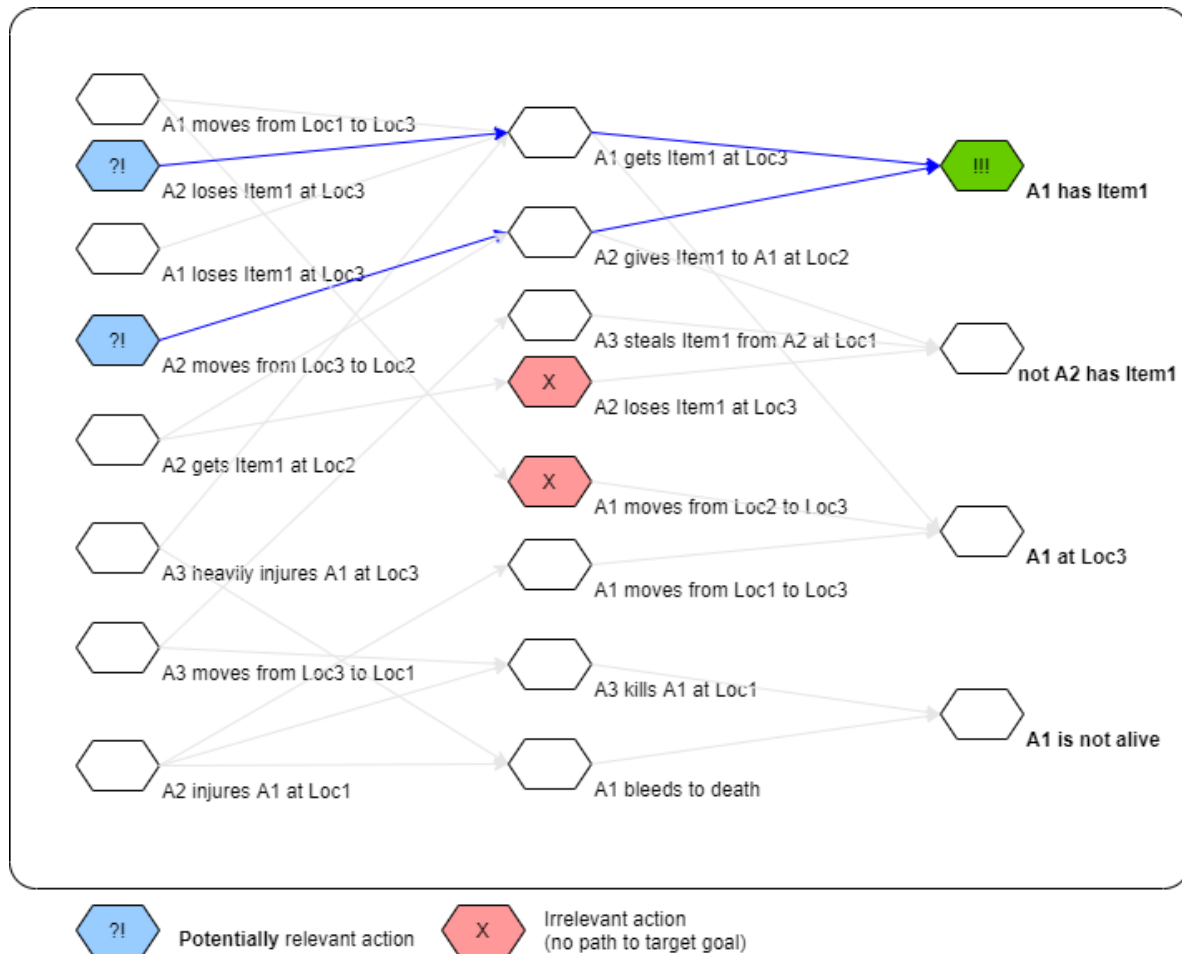 A1 moves from Loc1 to Loc3
?!
A2 loses Item1 at Loc3
A1 loses Item1 at Loc3
?!
A2 moves from Loc3 to Loc2
A2 gets Item1 at Loc2
A3 heavily injures A1 at Loc3
A3 moves from Loc3 to Loc1
A2 injures A1 at Loc1
A1 gets Item1 at Loc3
A2 gives Item1 to A1 at Loc2
A3 steals Item1 from A2 at Loc1
X
A2 loses Item1 at Loc3
X
A1 moves from Loc2 to Loc3
A1 moves from Loc1 to Loc3
A3 kills A1 at Loc1
A1 bleeds to death
!!!
A1 has Item1
not A2 has Item1
A1 at Loc3
A1 is not alive
?!
Potentially relevant action
X
Irrelevant action
(no path to target goal)